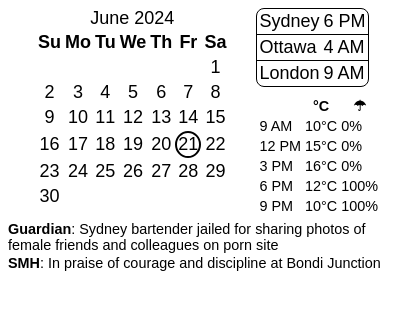 June 2024
Su Mo Tu We Th Fr Sa
1
2 3 4 5 6 7 8
9 10 11 12 13 14 15
16 17 18 19 20 21 22
23 24 25 26 27 28 29
30
Sydney 6 PM
Ottawa 4 AM
London 9 AM
°C ☂
9 AM 10°C 0%
12 PM 15°C 0%
3 PM 16°C 0%
6 PM 12°C 100%
9 PM 10°C 100%
Guardian: Sydney bartender jailed for sharing photos of
female friends and colleagues on porn site
SMH: In praise of courage and discipline at Bondi Junction